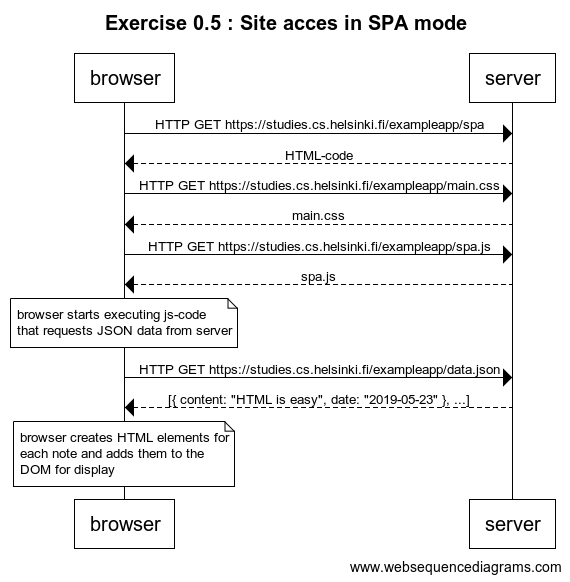 Exercise 0.5 : Site acces in SPA mode
browser
server
HTTP GET https://studies.cs.helsinki.fi/exampleapp/spa
HTML-code
HTTP GET https://studies.cs.helsinki.fi/exampleapp/main.css
main.css
HTTP GET https://studies.cs.helsinki.fi/exampleapp/spa.js
spa.js
browser starts executing js-code
that requests JSON data from server
HTTP GET https://studies.cs.helsinki.fi/exampleapp/data.json
[{ content: "HTML is easy", date: "2019-05-23" }, ...]
browser creates HTML elements for
each note and adds them to the
DOM for display
browser
server
www.websequencediagrams.com